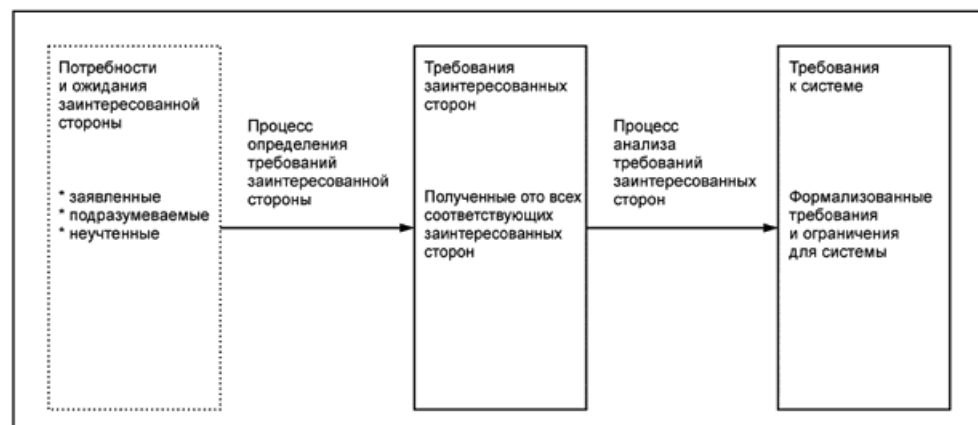 Потребности
и ожидания
заинтересованной
стороны
* заявленные
* подразумеваемые
* неучтенные
Процесс
определения
требований
заинтересованной
стороны
Требования
заинтересованных
сторон
Полученные ото всех
соответствующих
заинтересованных
сторон
Процесс
анализа
требований
заинтересованных
сторон
Требования
к системе
Формализованные
требования
и ограничения
для системы